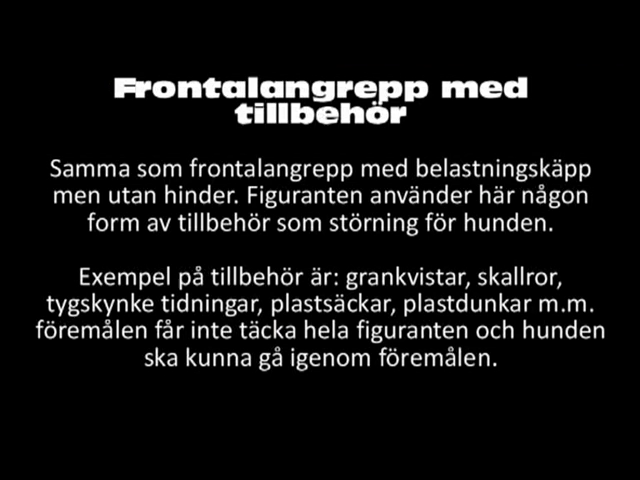 Frontalangrepp med
tillbehör
Samma som frontalangrepp med belastningskäpp
men utan hinder. Figuranten använder här någon
form av tillbehör som störning för hunden.
Exempel på tillbehör är: grankvistar, skallror,
tygskynke tidningar, plastsäckar, plastdunkar m.m.
föremålen får inte täcka hela figuranten och hunden
ska kunna gå igenom föremålen.